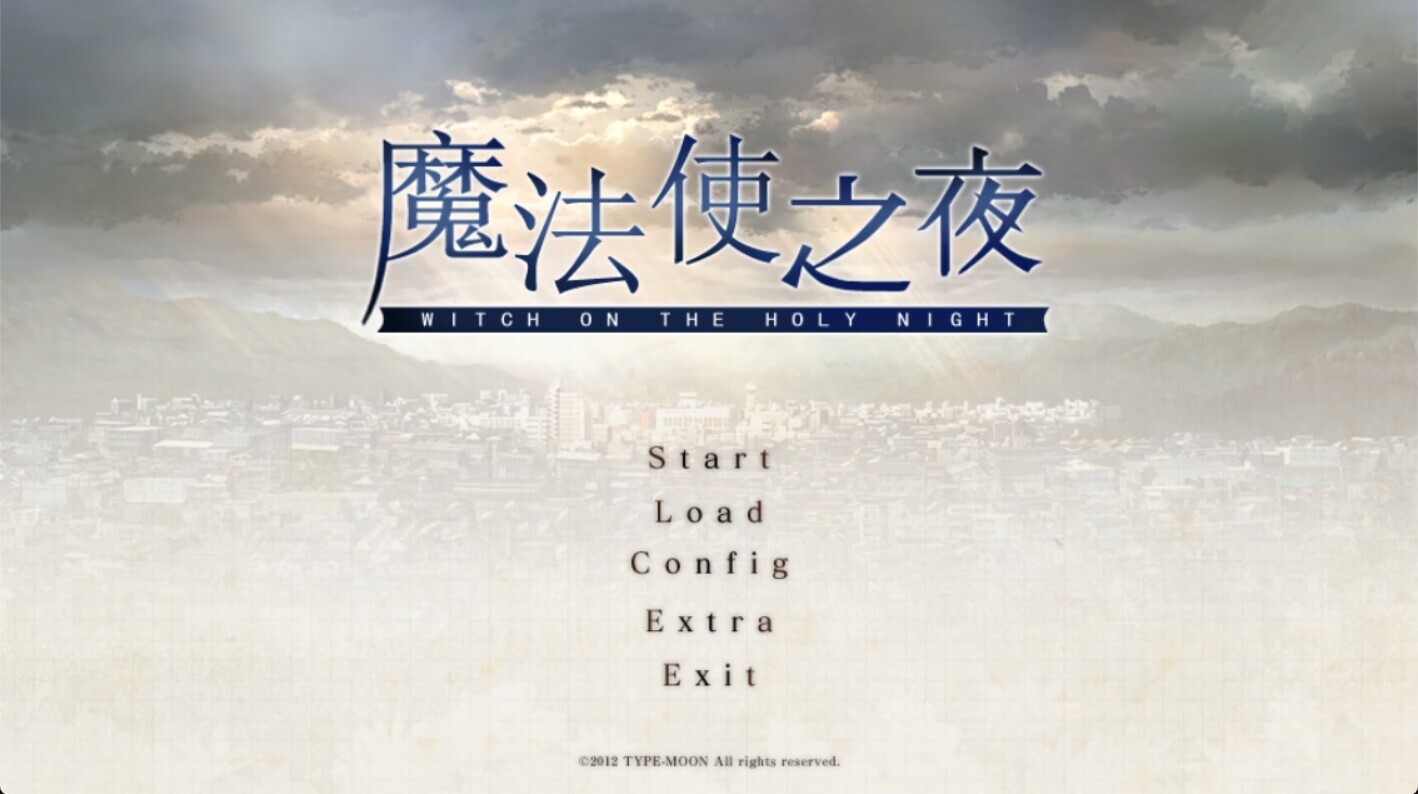 魔法使之夜
WITCH ON THE HOLY NIGHT
Start
Load
Config
Extra
Exit
©2012 TYPE-MOON All rights reserved.